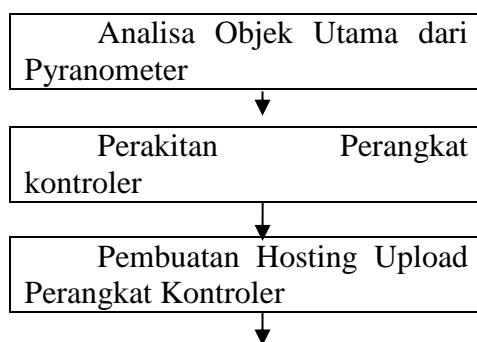 Analisa Objek Utama dari
Pyranometer
Perakitan Perangkat
kontroler
Pembuatan Hosting Upload
Perangkat Kontroler